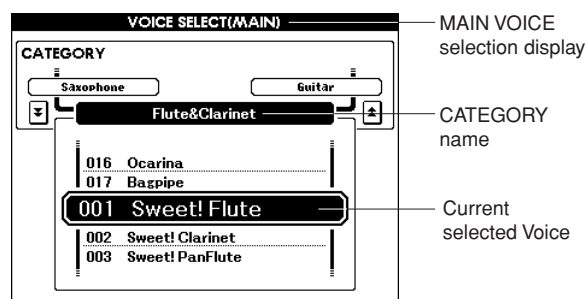 VOICE SELECT(MAIN)
MAIN VOICE
selection display
CATEGORY
Saxophone
Guitar
Flute&Clarinet
CATEGORY
name
016 Ocarina
017 Bagpipe
001 Sweet! Flute
Current
selected Voice
002 Sweet! Clarinet
003 Sweet! PanFlute